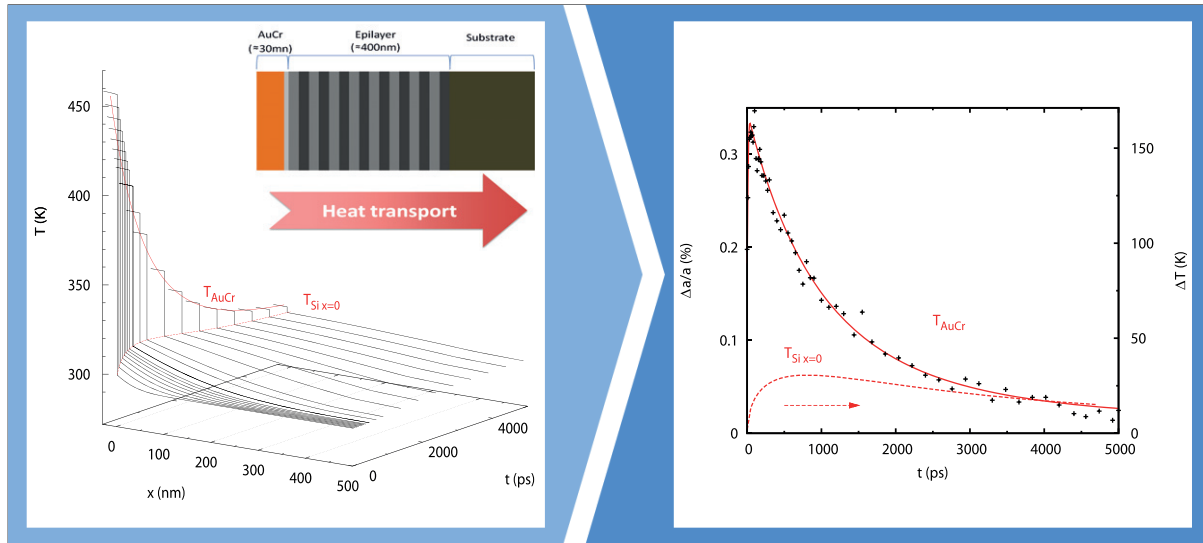 AuCr
(≈30mn)
Epilayer
(≈400nm)
Substrate
Heat transport
450
400
350
300
T (K)
T_AuCr
T_Si x=0
0
100
200
300
400
500
x (nm)
0
2000
4000
t (ps)
0.3
0.2
0.1
0
Δa/a (%)
150
100
50
0
ΔT (K)
T_AuCr
T_Si x=0
0
1000
2000
3000
4000
5000
t (ps)